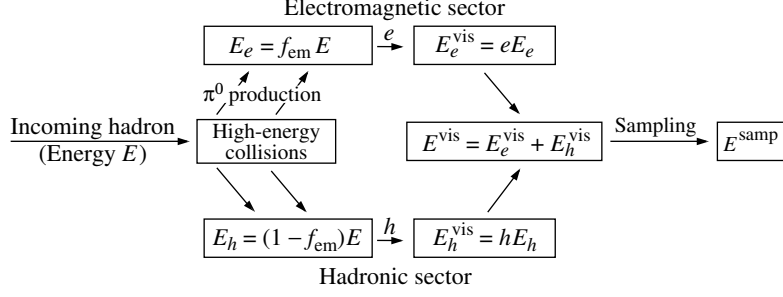 Electromagnetic sector
E_e = f_em E
e
E_e^vis = eE_e
π^0 production
Incoming hadron
(Energy E)
High-energy
collisions
E^vis = E_e^vis + E_h^vis
Sampling
E^samp
E_h = (1 − f_em)E
h
E_h^vis = hE_h
Hadronic sector